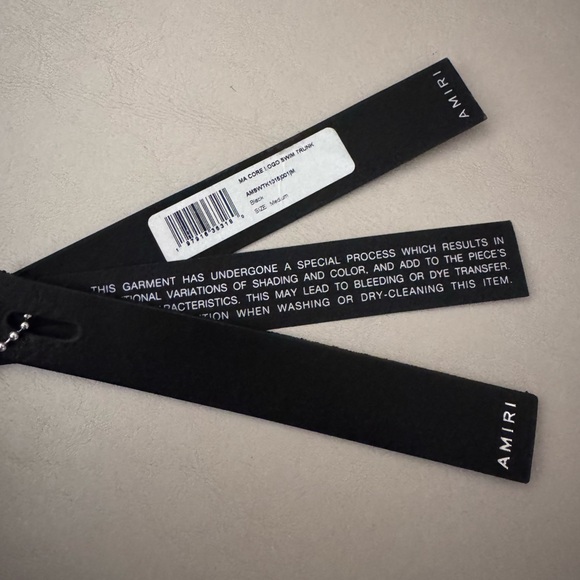 AMIRI
MA CORE LOGO SWIM TRUNK
Black
SIZE: Medium
THIS GARMENT HAS UNDERGONE A SPECIAL PROCESS WHICH RESULTS IN
VARIATIONS OF SHADING AND COLOR, AND ADD TO THE PIECE'S
THIS MAY LEAD TO BLEEDING OR DYE TRANSFER.
WHEN WASHING OR DRY-CLEANING THIS ITEM.
AMIRI